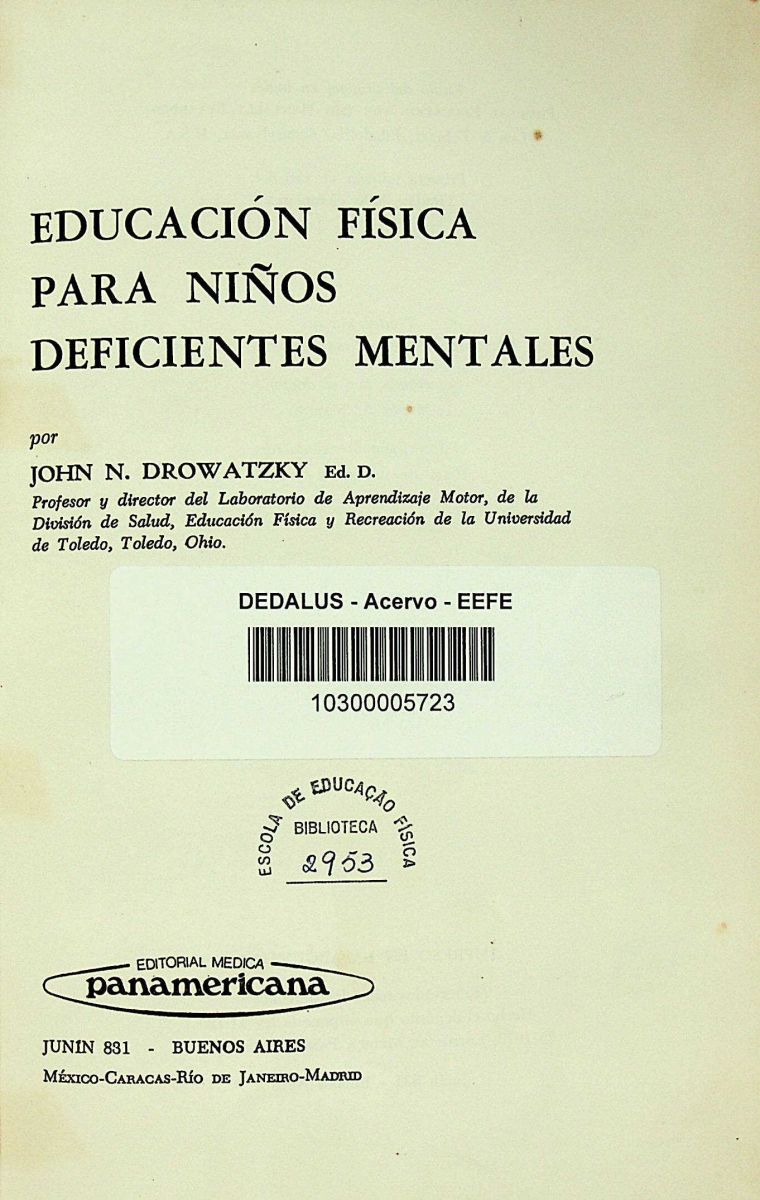 EDUCACIÓN FÍSICA
PARA NIÑOS
DEFICIENTES MENTALES
por
JOHN N. DROWATZKY Ed. D.
Profesor y director del Laboratorio de Aprendizaje Motor, de la
División de Salud, Educación Física y Recreación de la Universidad
de Toledo, Toledo, Ohio.
DEDALUS - Acervo - EEFE
10300005723
ESCOLA DE EDUCAÇÃO FÍSICA
BIBLIOTECA
2953
EDITORIAL MEDICA
panamericana
JUNÍN 831 - BUENOS AIRES
MÉXICO-CARACAS-RÍO DE JANEIRO-MADRID